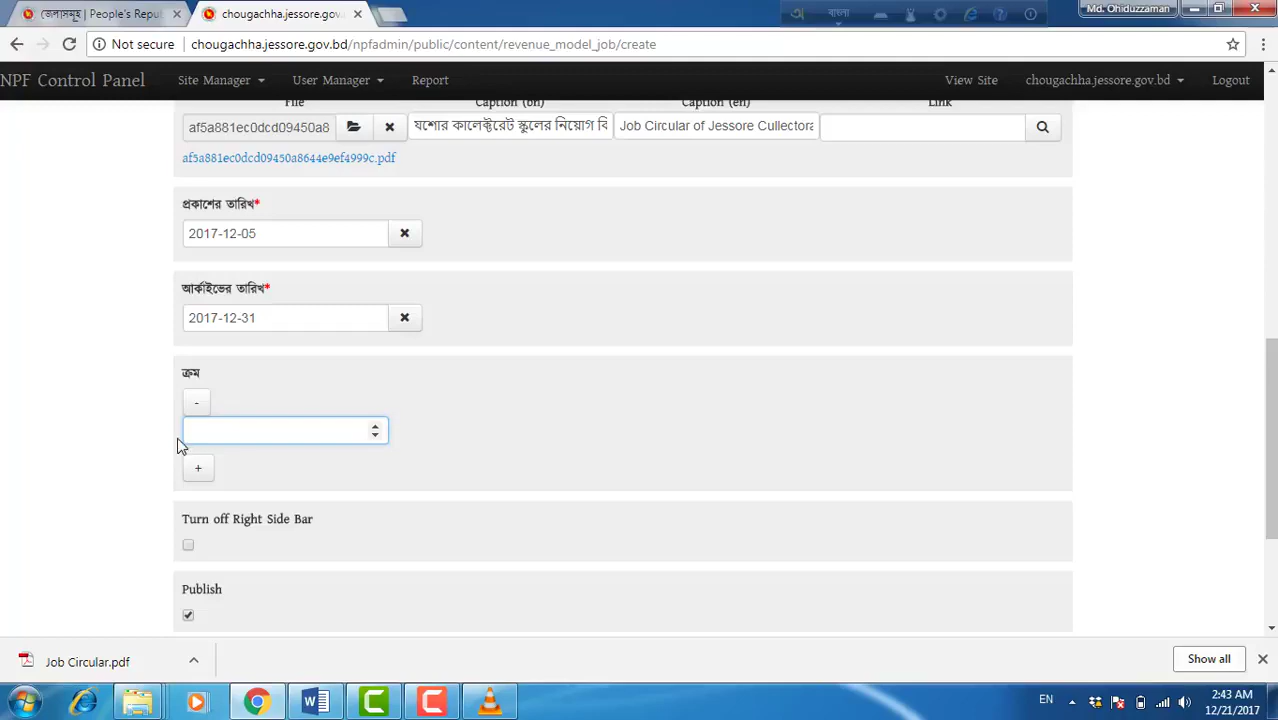 জেলাসমূহ | People's Repu
chougachha.jessore.gov.
বাংলা
Md. Ohiduzzaman
Not secure
chougachha.jessore.gov.bd/npfadmin/public/content/revenue_model_job/create
NPF Control Panel
Site Manager
User Manager
Report
View Site
chougachha.jessore.gov.bd
Logout
File
Caption (bn)
Caption (en)
Link
af5a881ec0dcd09450a8
যশোর কালেক্টরেট স্কুলের নিয়োগ বি
Job Circular of Jessore Cullectora
af5a881ec0dcd09450a8644e9ef4999c.pdf
প্রকাশের তারিখ*
2017-12-05
আর্কাইভের তারিখ*
2017-12-31
ক্রম
-
+
Turn off Right Side Bar
Publish
Job Circular.pdf
Show all
EN
2:43 AM
12/21/2017